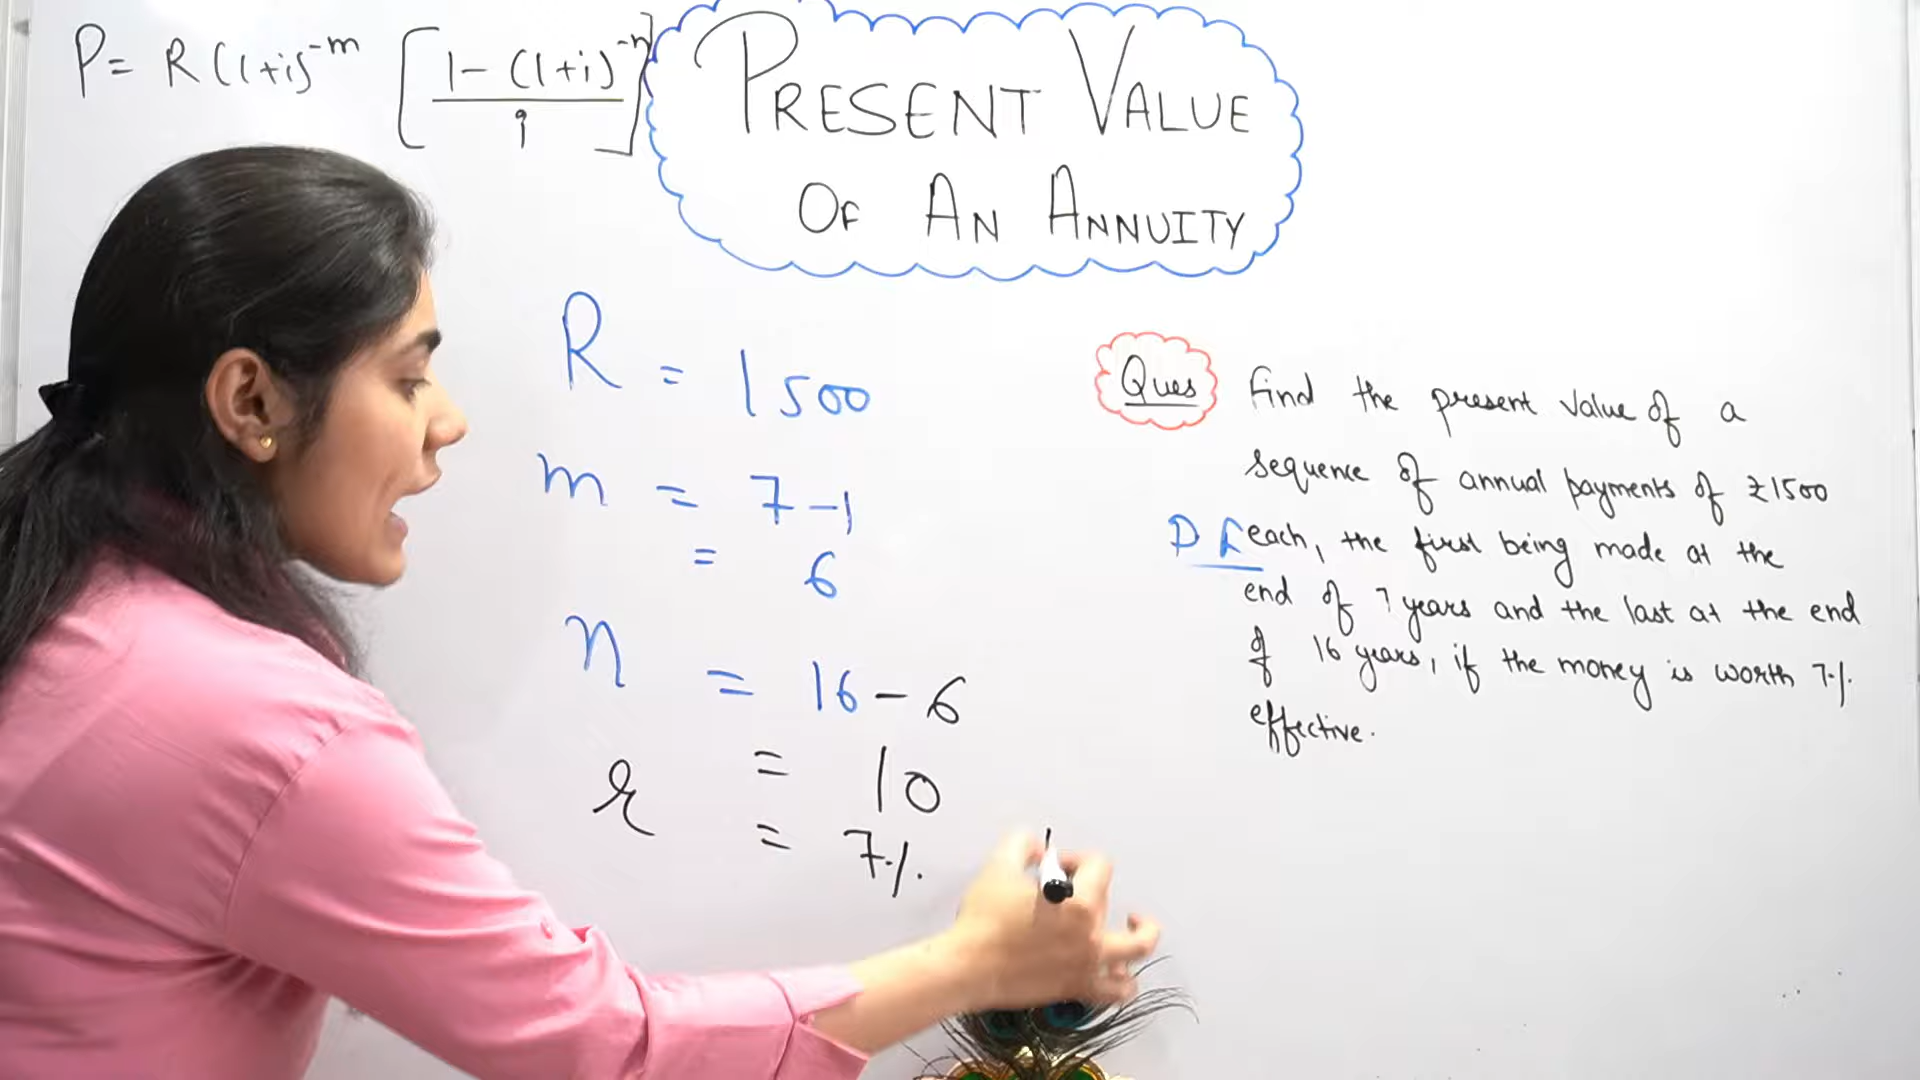 P= R(1+i)^-m [1-(1+i)^-n / i]
PRESENT VALUE
OF AN ANNUITY
R = 1500
m = 7-1
= 6
n = 16-6
= 10
r = 7%
Ques Find the present value of a
sequence of annual payments of ₹1500
each, the first being made at the
end of 7 years and the last at the end
of 16 years, if the money is worth 7%
effective.
D